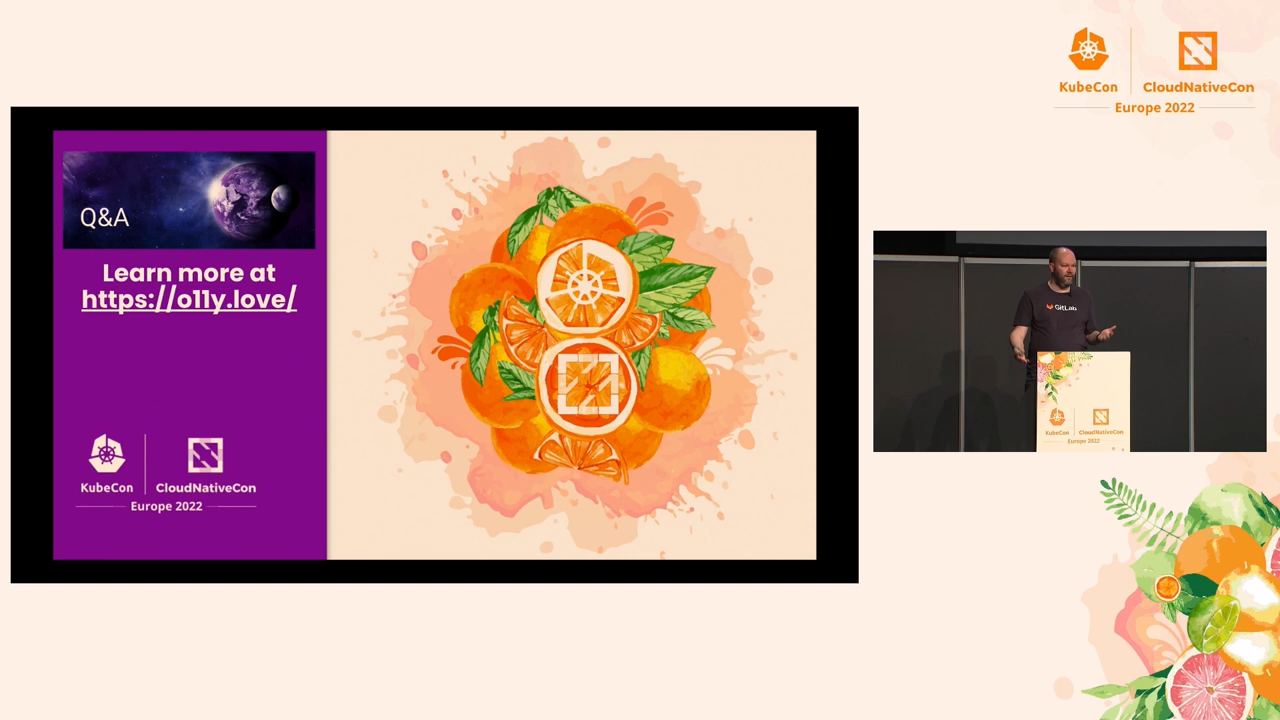 KubeCon
CloudNativeCon
Europe 2022
Q&A
Learn more at
https://o11y.love/
KubeCon
CloudNativeCon
Europe 2022
GitLab
KubeCon
CloudNativeCon
Europe 2022